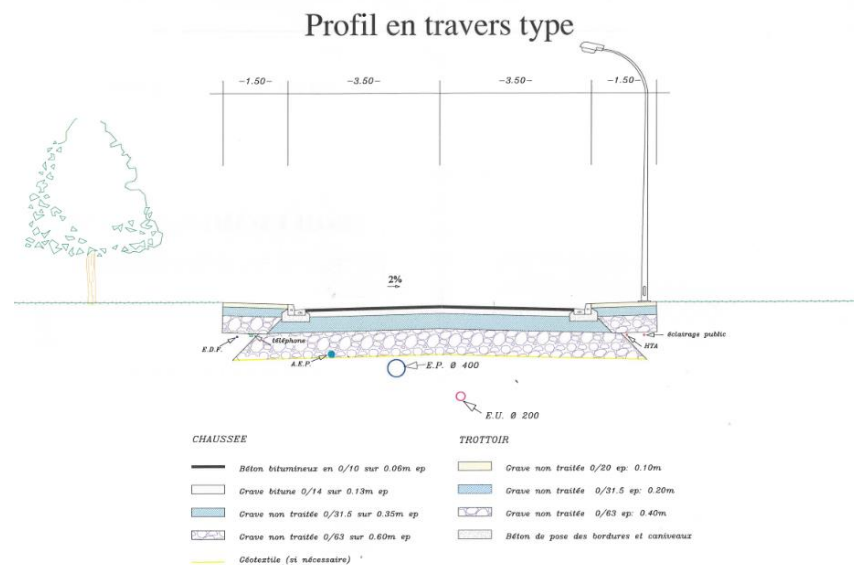 Profil en travers type
-1.50- -3.50- -3.50- -1.50-
2%
E.D.F. téléphone éclairage public
HTA
A.E.P. E.P. Ø 400
E.U. Ø 200
CHAUSSEE
Béton bitumineux en 0/10 sur 0.06m ep
Grave bitune 0/14 sur 0.13m ep
Grave non traitée 0/31.5 sur 0.35m ep
Grave non traitée 0/63 sur 0.60m ep
Géotextile (si nécessaire)
TROTTOIR
Grave non traitée 0/20 ep: 0.10m
Grave non traitée 0/31.5 ep: 0.20m
Grave non traitée 0/63 ep: 0.40m
Béton de pose des bordures et caniveaux